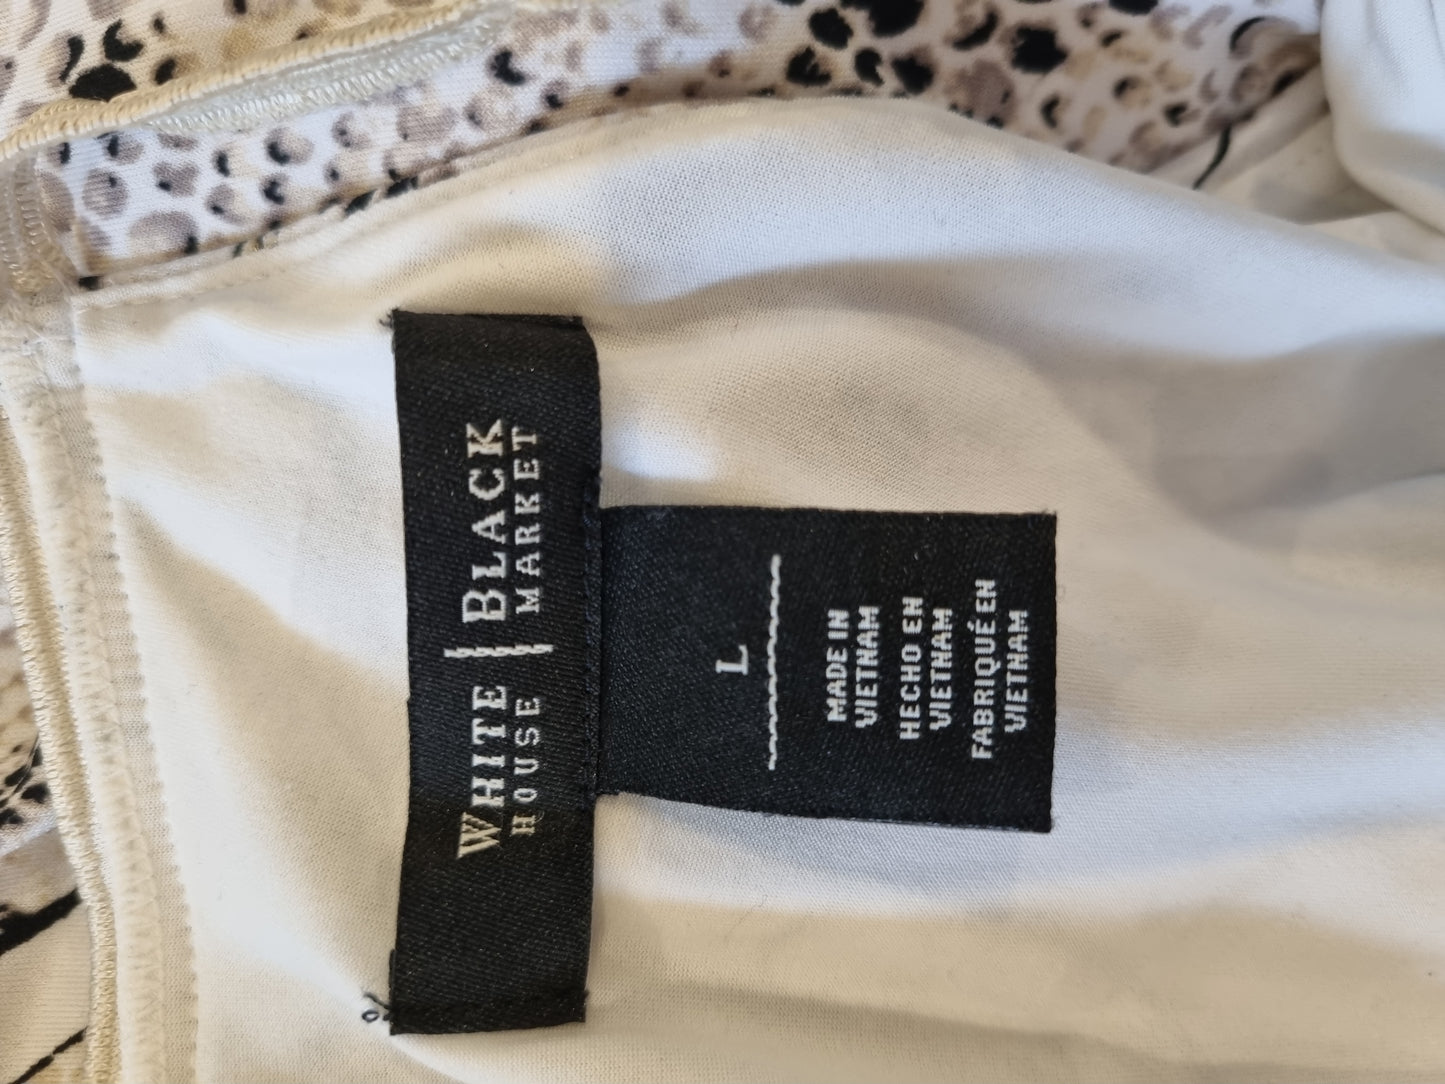 WHITE | BLACK
HOUSE | MARKET
L
MADE IN
VIETNAM
HECHO EN
VIETNAM
FABRIQUÉ EN
VIETNAM